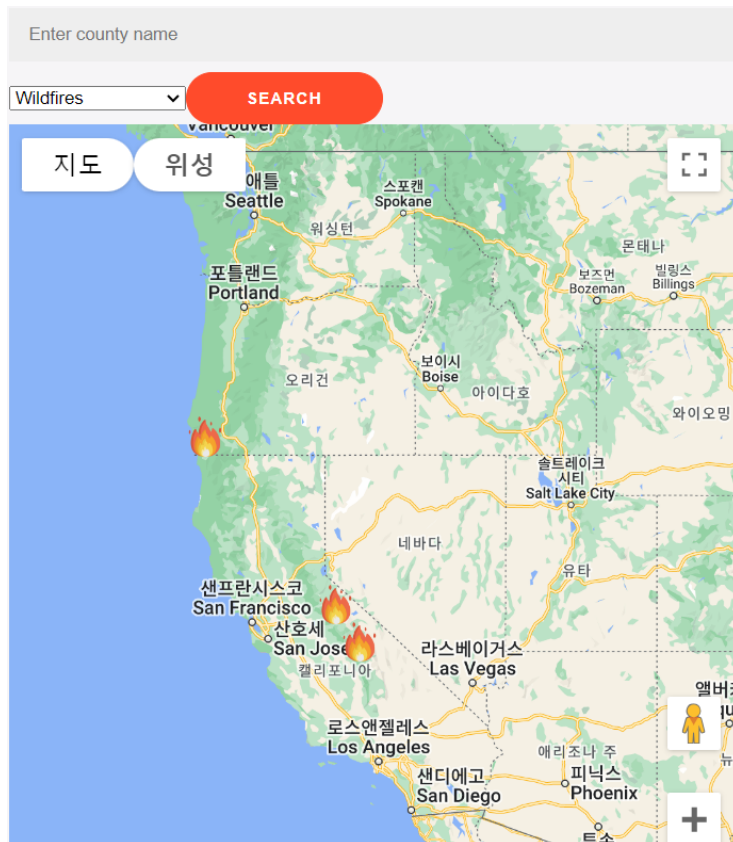 Enter county name
Wildfires
SEARCH
Vancouver
지도
위성
애틀
Seattle
스포캔
Spokane
워싱턴
몬태나
포틀랜드
Portland
보즈먼
Bozeman
빌링스
Billings
보이시
Boise
오리건
아이다호
와이오밍
솔트레이크
시티
Salt Lake City
네바다
유타
샌프란시스코
San Francisco
산호세
San Jose
캘리포니아
라스베이거스
Las Vegas
로스앤젤레스
Los Angeles
애리조나 주
샌디에고
San Diego
피닉스
Phoenix